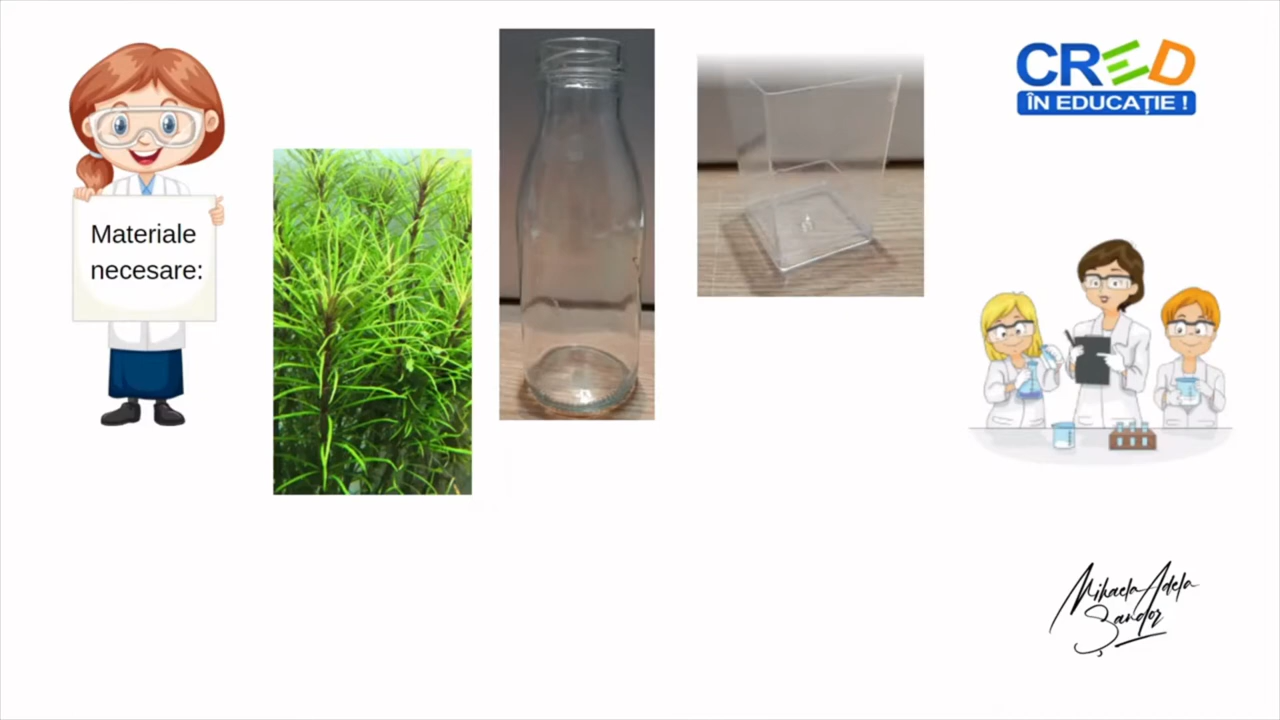 Materiale
necesare:
CRED
ÎN EDUCAȚIE !
Mihaela Adela
Șandor